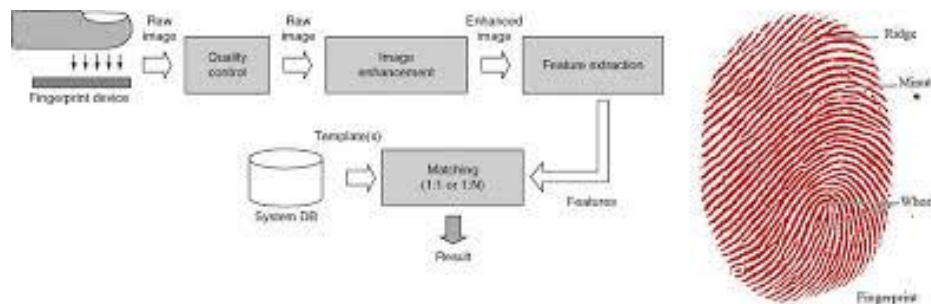 Raw
image
Raw
image
Enhanced
image
Quality
control
Image
enhancement
Feature extraction
Fingerprint device
Template(s)
Matching
(1:1 or 1:N)
System DB
Features
Result
Ridge
Fingerprint